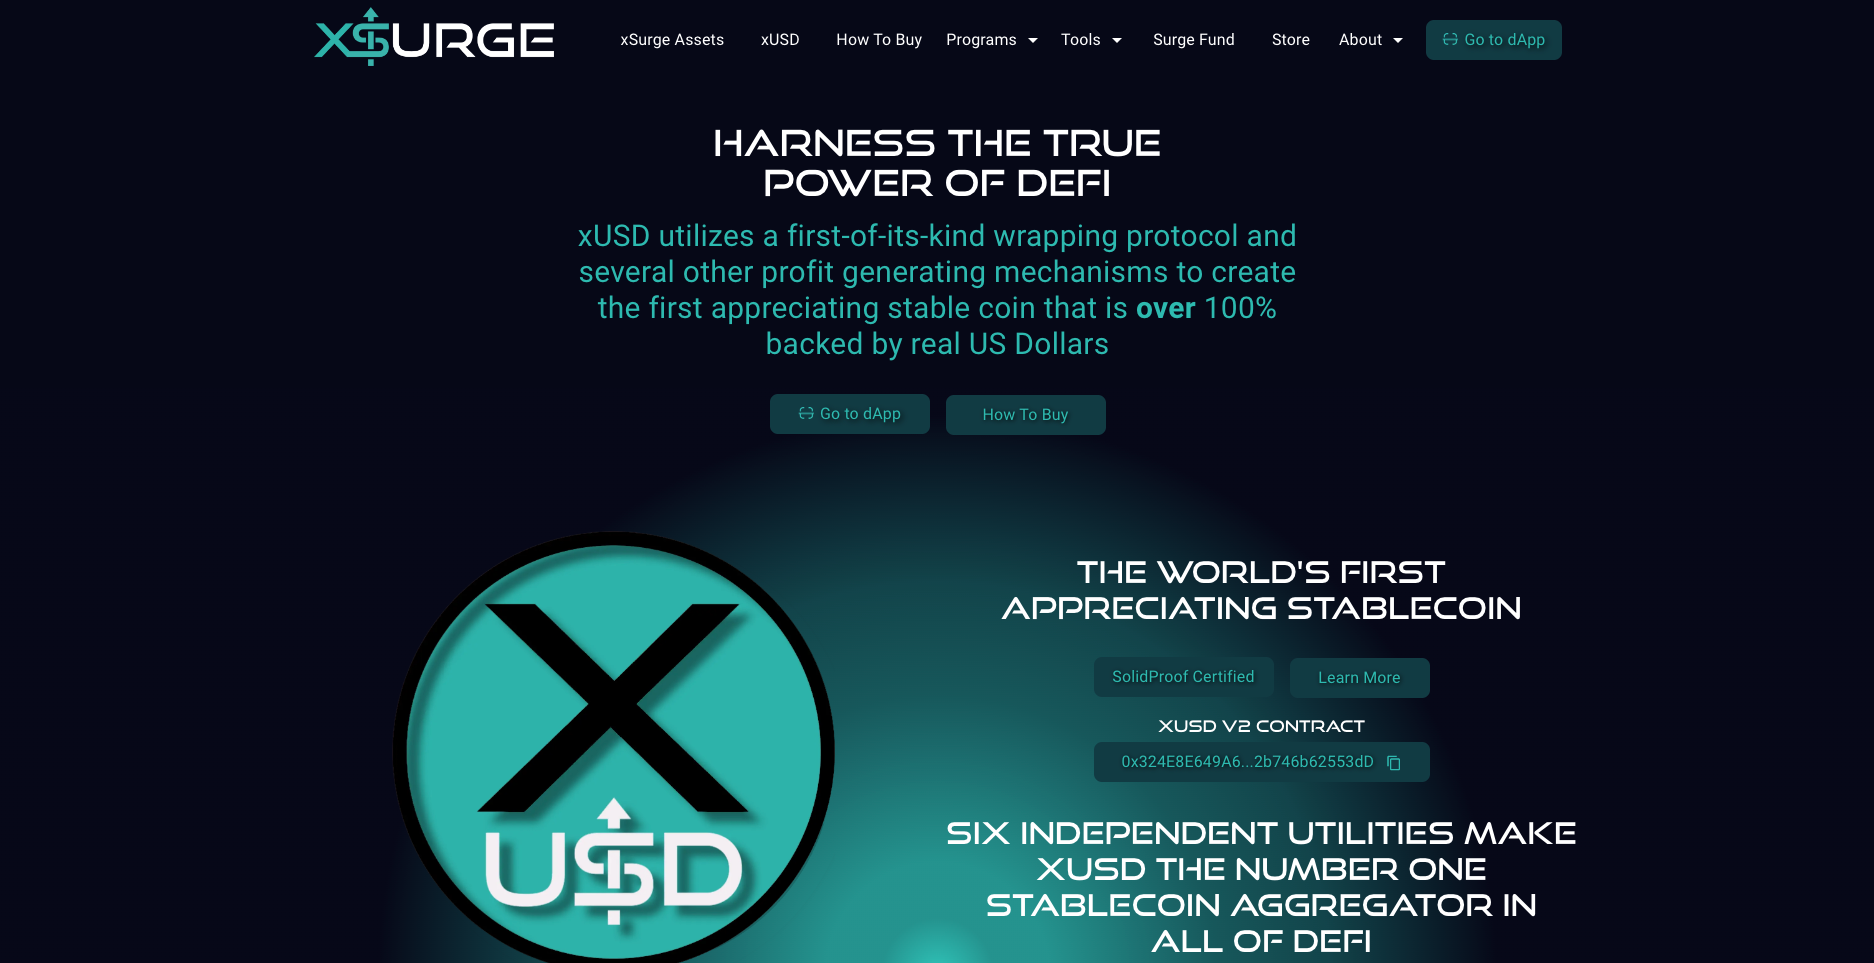 X$URGE
xSurge Assets
xUSD
How To Buy
Programs
Tools
Surge Fund
Store
About
Go to dApp
HARNESS THE TRUE
POWER OF DEFI
xUSD utilizes a first-of-its-kind wrapping protocol and
several other profit generating mechanisms to create
the first appreciating stable coin that is over 100%
backed by real US Dollars
Go to dApp
How To Buy
X
U$D
THE WORLD'S FIRST
APPRECIATING STABLECOIN
SolidProof Certified
Learn More
XUSD V2 CONTRACT
0x324E8E649A6...2b746b62553dD
SIX INDEPENDENT UTILITIES MAKE
XUSD THE NUMBER ONE
STABLECOIN AGGREGATOR IN
ALL OF DEFI